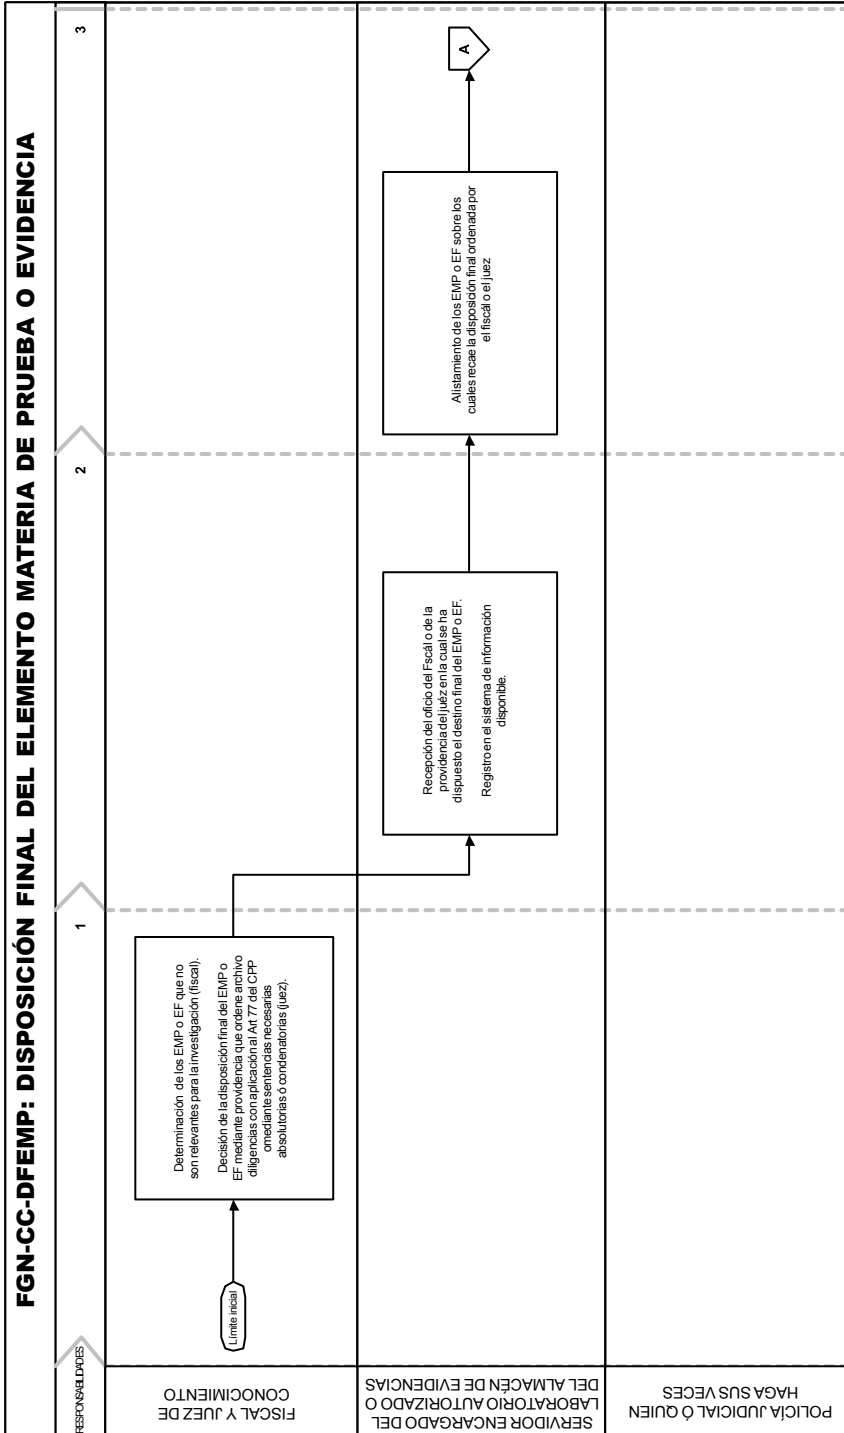 FGN-CC-DFEMP: DISPOSICIÓN FINAL DEL ELEMENTO MATERIA DE PRUEBA O EVIDENCIA
RESPONSABILIDADES
1
2
3
FISCAL Y JUEZ DE
CONOCIMIENTO
Límite inicial
Determinación de los EMP o EF que no
son relevantes para la investigación (fiscal).
Decisión de la disposición final del EMP o
EF mediante providencia que ordene archivo
diligencias con aplicación al Art 77 del CPP
omediante sentencias necesarias
absolutorias ó condenatorias (juez).
SERVIDOR ENCARGADO DEL
LABORATORIO AUTORIZADO O
DEL ALMACÉN DE EVIDENCIAS
Recepción del oficio del Fscál o de la
providencia del juéz en la cual se ha
dispuesto el destino final del EMP o EF.
Registro en el sistema de información
disponible.
Alistamiento de los EMP o EF sobre los
cuales recae la disposición final ordenada por
el fiscál o el juez
A
POLICÍA JUDICIAL Ó QUIEN
HAGA SUS VECES